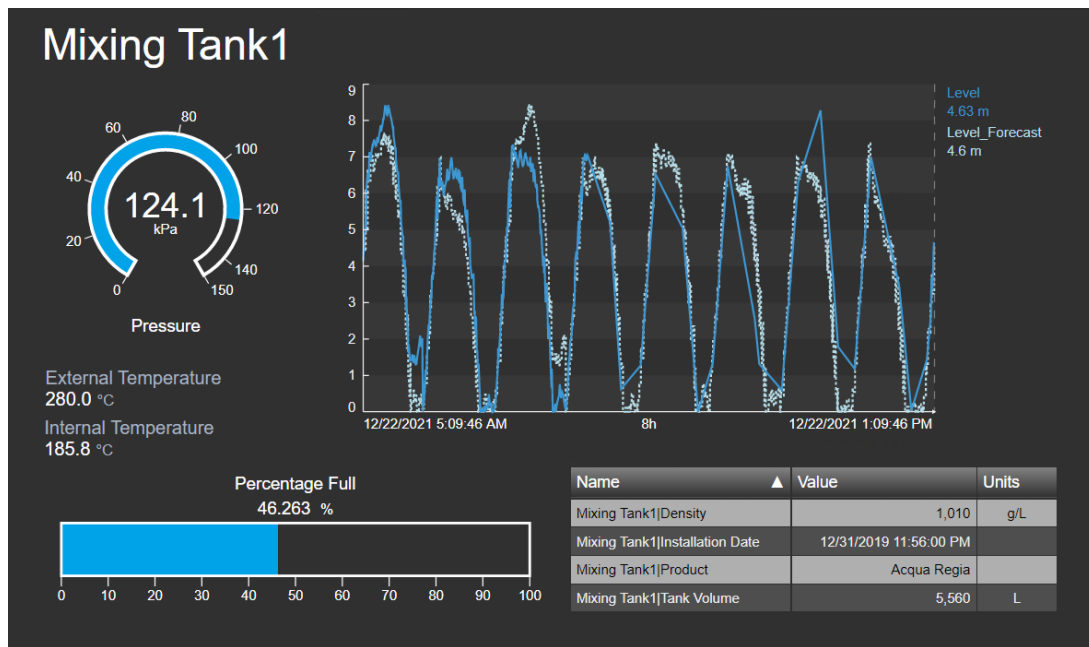 Mixing Tank1
0
20
40
60
80
100
120
140
150
124.1
kPa
Pressure
9
8
7
6
5
4
3
2
1
0
12/22/2021 5:09:46 AM 8h 12/22/2021 1:09:46 PM
Level
4.63 m
Level_Forecast
4.6 m
External Temperature
280.0 °C
Internal Temperature
185.8 °C
Percentage Full
46.263 %
0 10 20 30 40 50 60 70 80 90 100
Name ▲ Value Units
Mixing Tank1|Density 1,010 g/L
Mixing Tank1|Installation Date 12/31/2019 11:56:00 PM
Mixing Tank1|Product Acqua Regia
Mixing Tank1|Tank Volume 5,560 L